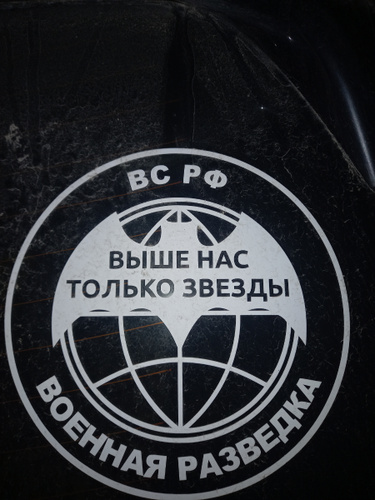 ВС РФ
ВЫШЕ НАС
ТОЛЬКО ЗВЕЗДЫ
ВОЕННАЯ РАЗВЕДКА